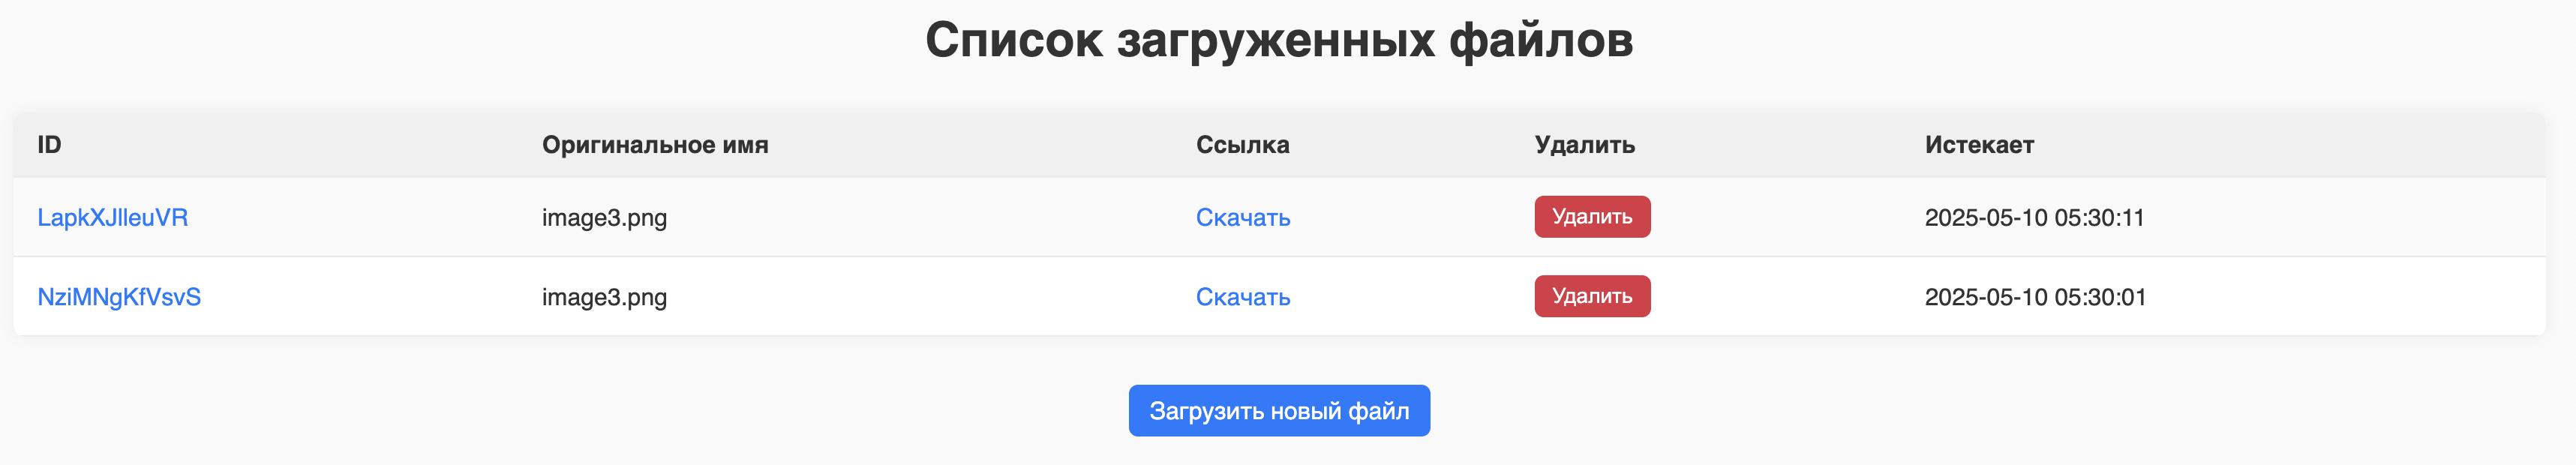 Список загруженных файлов
ID Оригинальное имя Ссылка Удалить Истекает
LapkXJlleuVR image3.png Скачать Удалить 2025-05-10 05:30:11
NziMNgKfVsvS image3.png Скачать Удалить 2025-05-10 05:30:01
Загрузить новый файл